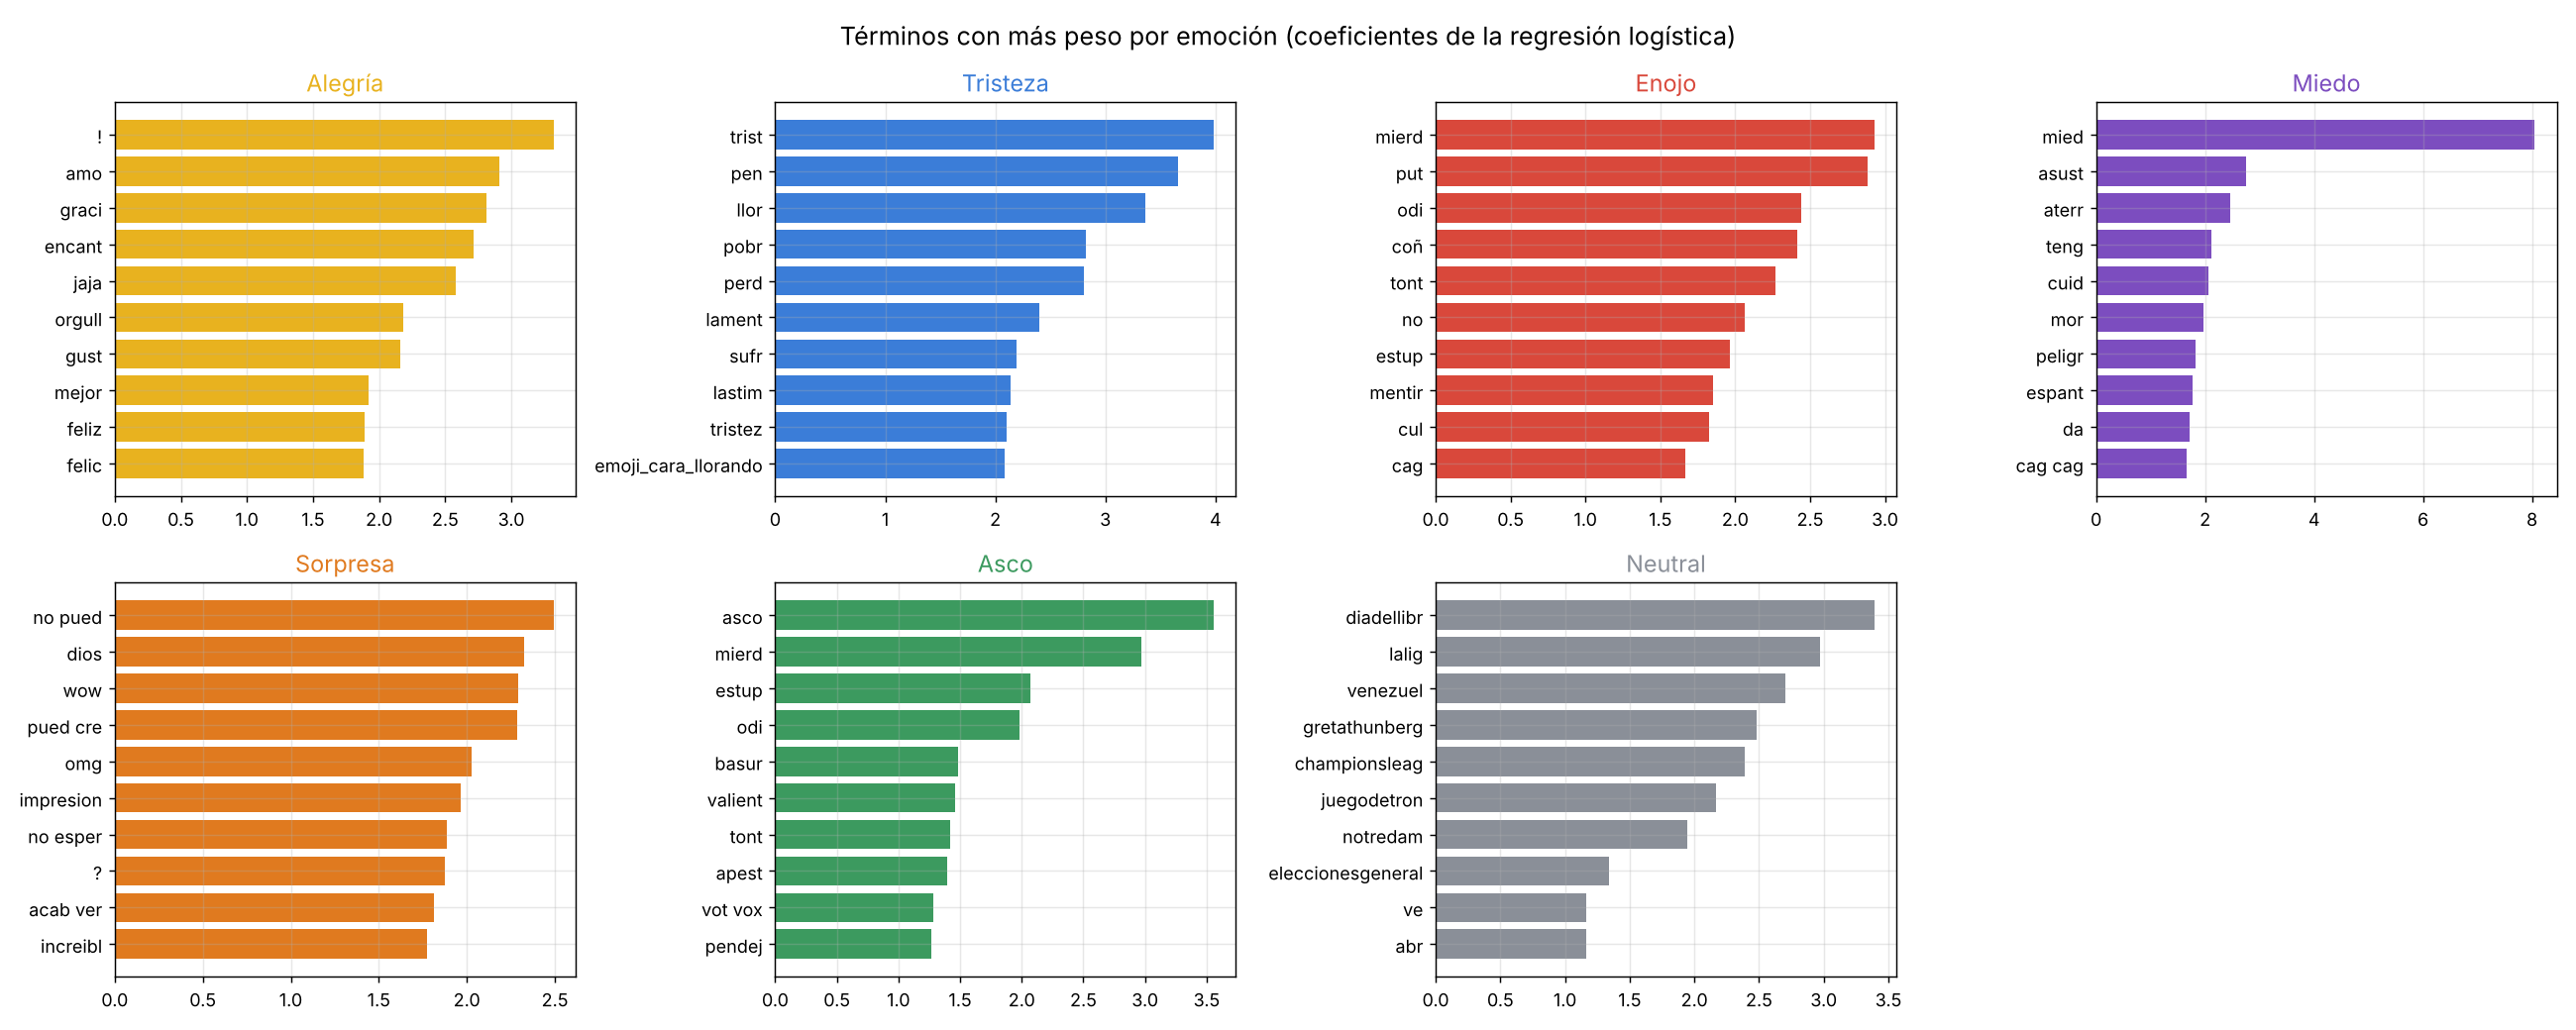 Términos con más peso por emoción (coeficientes de la regresión logística)
Alegría
!
amo
graci
encant
jaja
orgull
gust
mejor
feliz
felic
0.0 0.5 1.0 1.5 2.0 2.5 3.0
Tristeza
trist
pen
llor
pobr
perd
lament
sufr
lastim
tristez
emoji_cara_llorando
0 1 2 3 4
Enojo
mierd
put
odi
coñ
tont
no
estup
mentir
cul
cag
0.0 0.5 1.0 1.5 2.0 2.5 3.0
Miedo
mied
asust
aterr
teng
cuid
mor
peligr
espant
da
cag cag
0 2 4 6 8
Sorpresa
no pued
dios
wow
pued cre
omg
impresion
no esper
?
acab ver
increibl
0.0 0.5 1.0 1.5 2.0 2.5
Asco
asco
mierd
estup
odi
basur
valient
tont
apest
vot vox
pendej
0.0 0.5 1.0 1.5 2.0 2.5 3.0 3.5
Neutral
diadellibr
lalig
venezuel
gretathunberg
championsleag
juegodetron
notredam
eleccionesgeneral
ve
abr
0.0 0.5 1.0 1.5 2.0 2.5 3.0 3.5